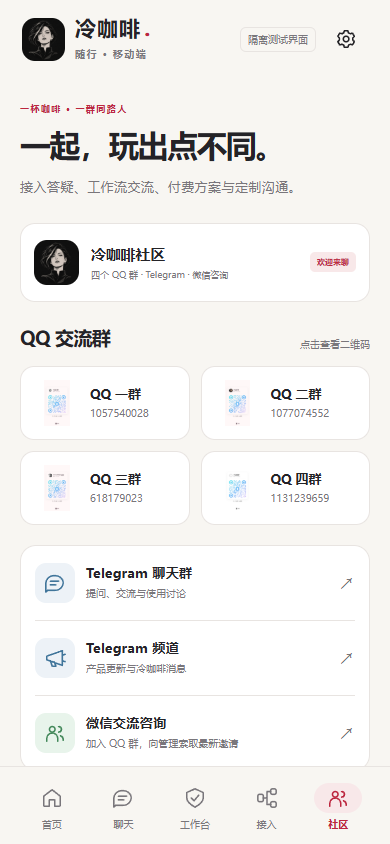 冷咖啡.
随行 • 移动端
隔离测试界面
一杯咖啡 • 一群同路人
一起，玩出点不同。
接入答疑、工作流交流、付费方案与定制沟通。
冷咖啡社区
四个 QQ 群 · Telegram · 微信咨询
欢迎来聊
QQ 交流群
点击查看二维码
QQ 一群
1057540028
QQ 二群
1077074552
QQ 三群
618179023
QQ 四群
1131239659
Telegram 聊天群
提问、交流与使用讨论
Telegram 频道
产品更新与冷咖啡消息
微信交流咨询
加入 QQ 群，向管理索取最新邀请
首页
聊天
工作台
接入
社区